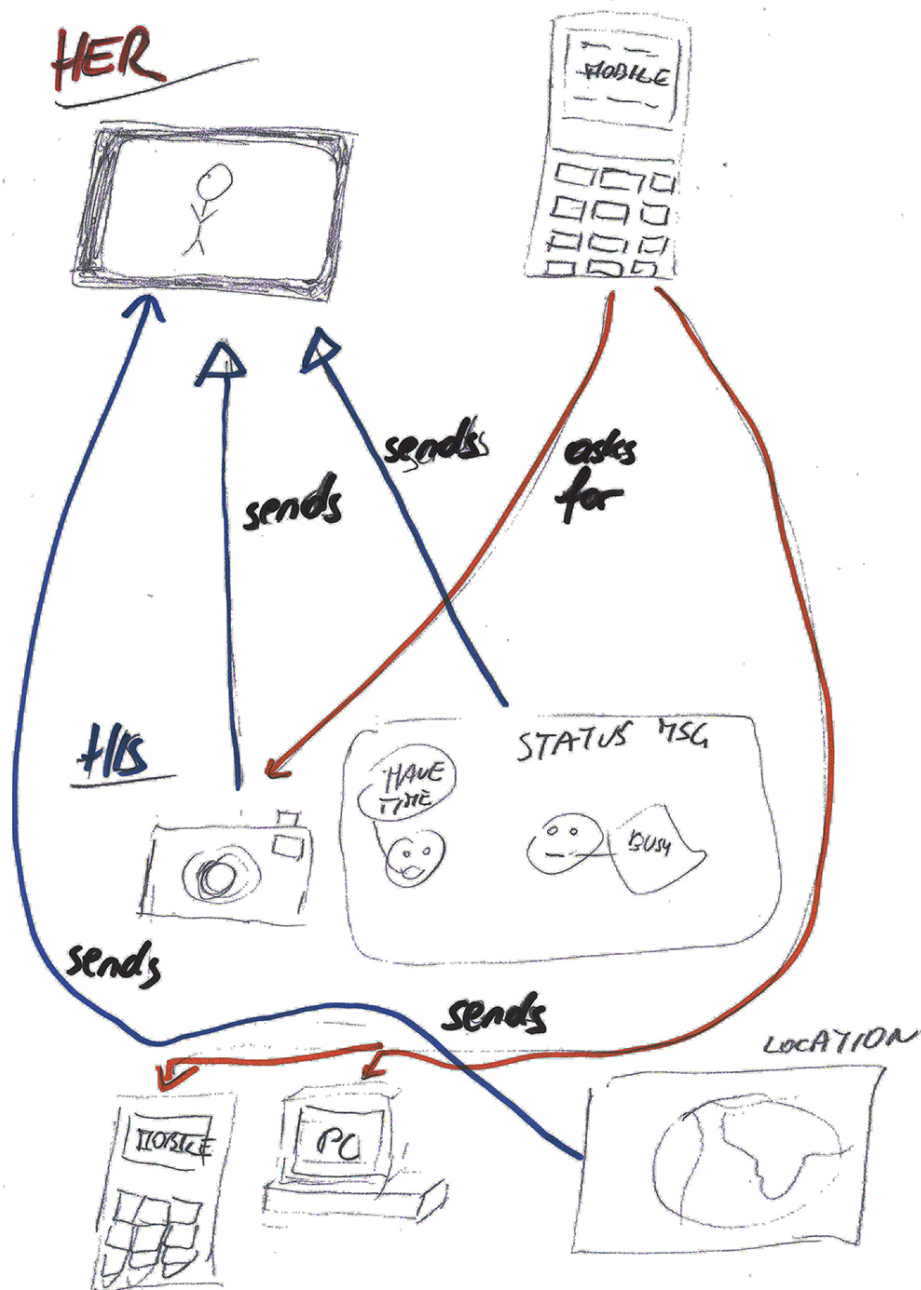 HER
MOBILE
sends
sends
asks
for
HIS
STATUS MSG
HAVE
TIME
BUSY
sends
sends
LOCATION
MOBILE
PC